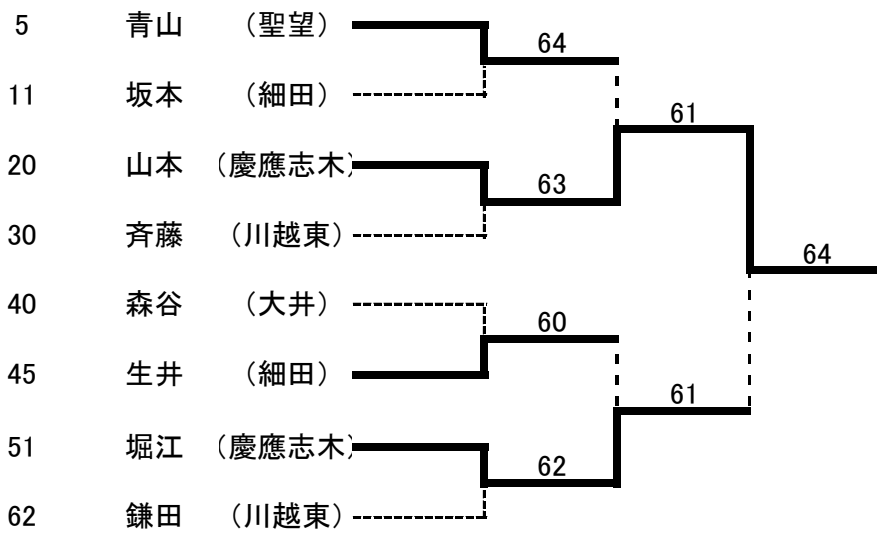 5 青山 (聖望)
64
11 坂本 (細田)
61
20 山本 (慶應志木)
63
30 斉藤 (川越東)
64
40 森谷 (大井)
60
45 生井 (細田)
61
51 堀江 (慶應志木)
62
62 鎌田 (川越東)